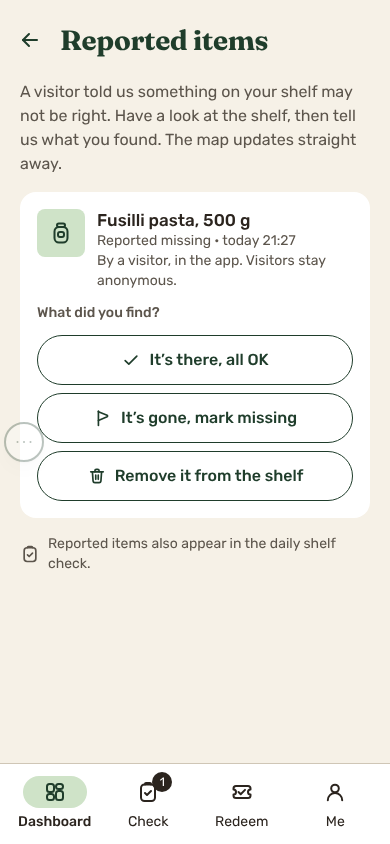 Reported items
A visitor told us something on your shelf may
not be right. Have a look at the shelf, then tell
us what you found. The map updates straight
away.
Fusilli pasta, 500 g
Reported missing • today 21:27
By a visitor, in the app. Visitors stay
anonymous.
What did you find?
It’s there, all OK
It’s gone, mark missing
Remove it from the shelf
Reported items also appear in the daily shelf
check.
1
Dashboard
Check
Redeem
Me